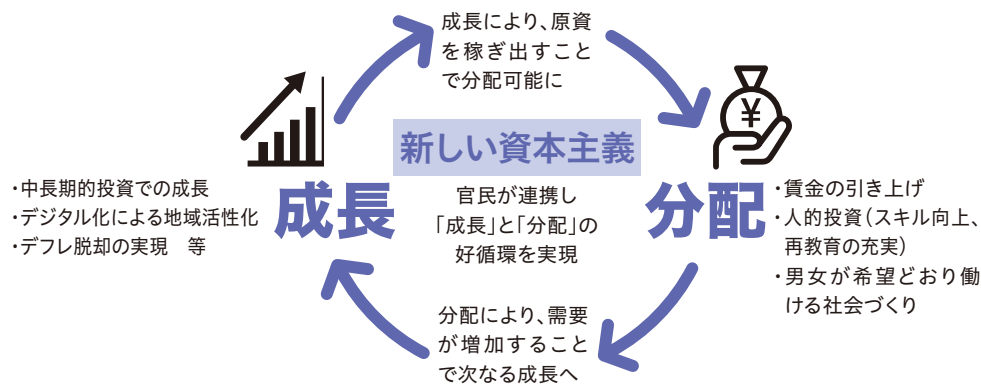 成長により、原資
を稼ぎ出すこと
で分配可能に
¥
新しい資本主義
官民が連携し
「成長」と「分配」の
好循環を実現
成長
・中長期的投資での成長
・デジタル化による地域活性化
・デフレ脱却の実現　等
分配
・賃金の引き上げ
・人的投資（スキル向上、
再教育の充実）
・男女が希望どおり働
ける社会づくり
分配により、需要
が増加すること
で次なる成長へ